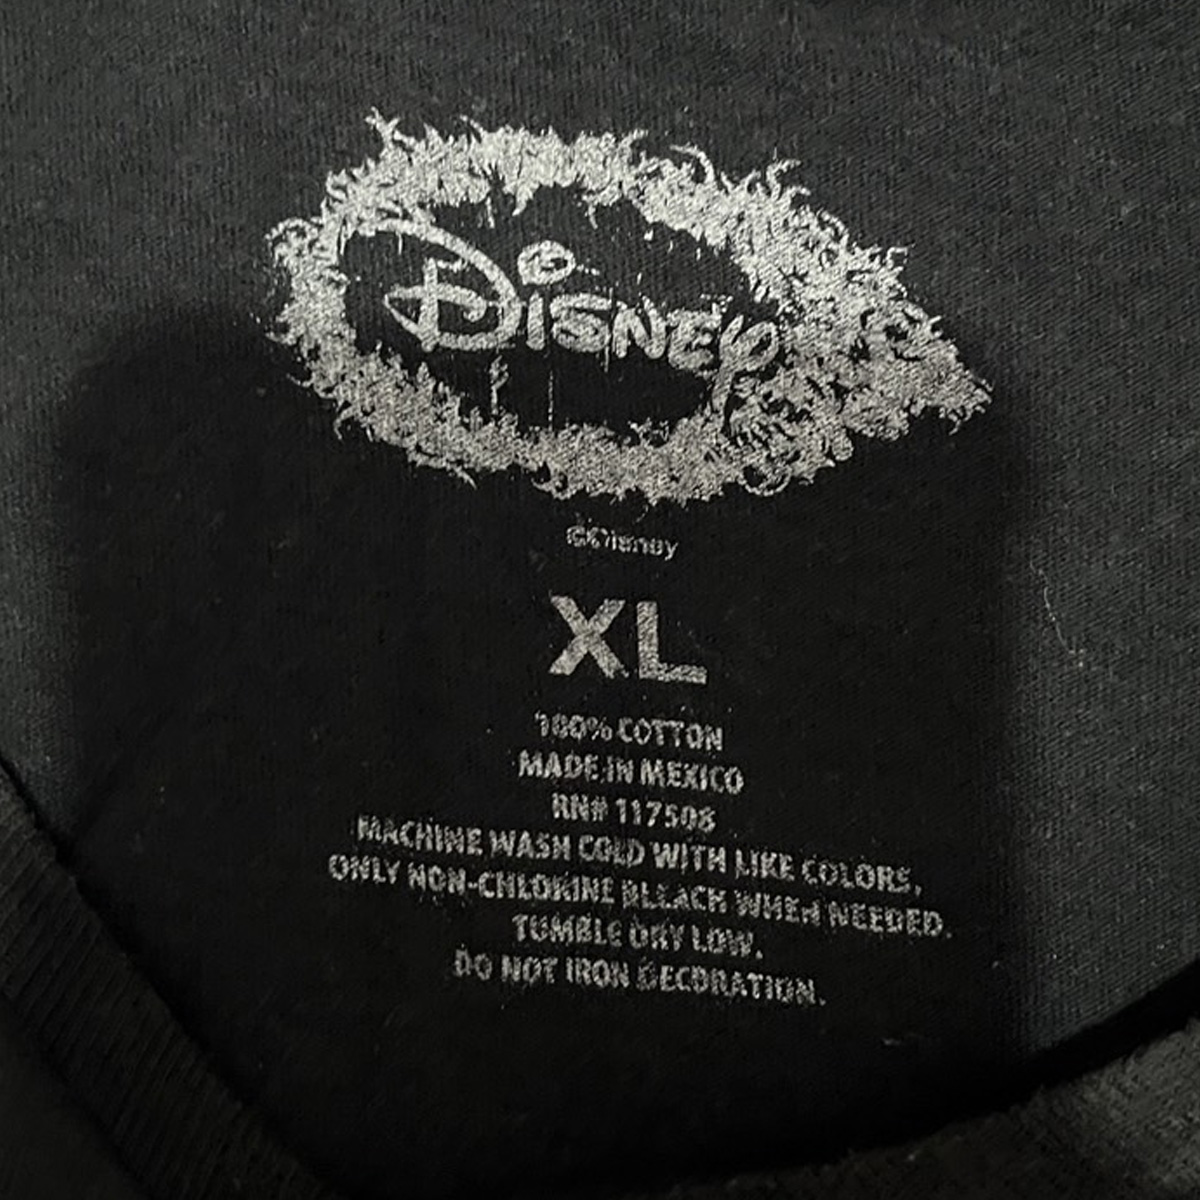 Disney
©Disney
XL
100% COTTON
MADE IN MEXICO
RN# 117508
MACHINE WASH COLD WITH LIKE COLORS.
ONLY NON-CHLORINE BLEACH WHEN NEEDED.
TUMBLE DRY LOW.
DO NOT IRON DECORATION.